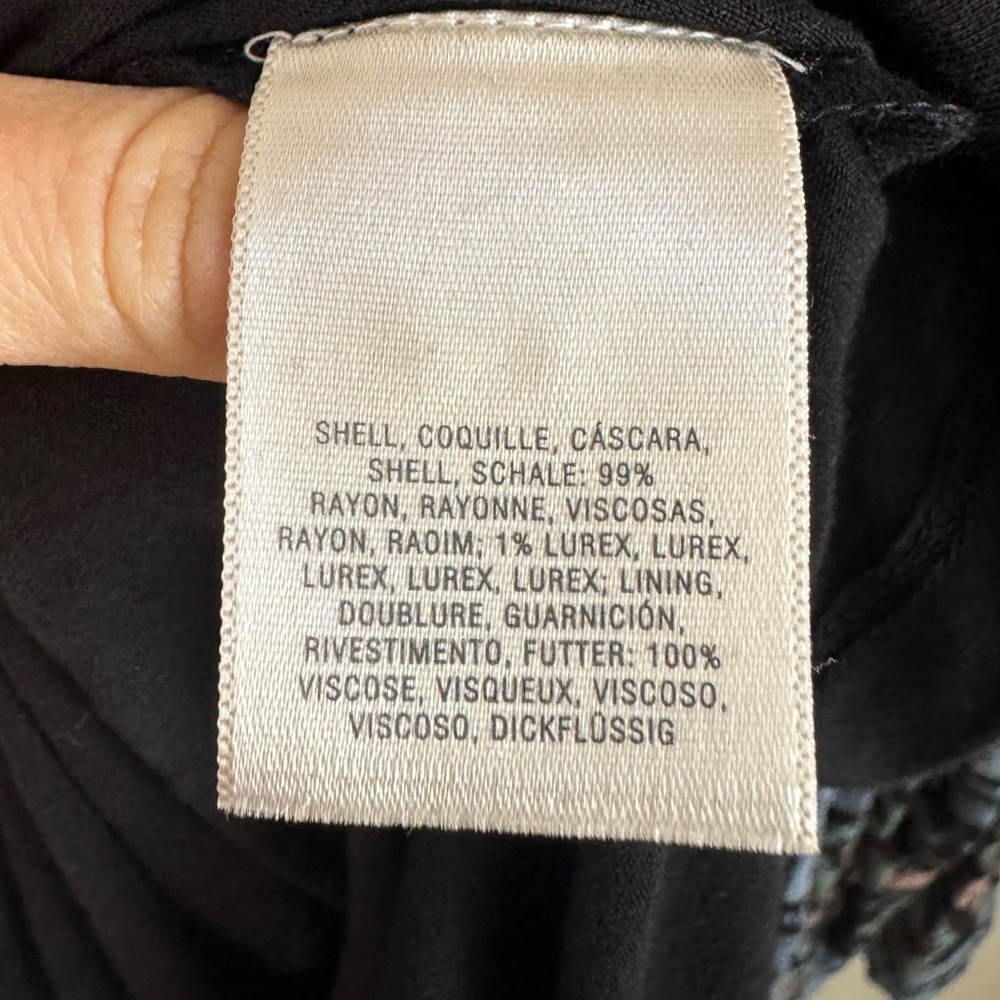 SHELL, COQUILLE, CÁSCARA,
SHELL, SCHALE: 99%
RAYON, RAYONNE, VISCOSAS,
RAYON, RAOIM; 1% LUREX, LUREX,
LUREX, LUREX, LUREX; LINING,
DOUBLURE, GUARNICIÓN,
RIVESTIMENTO, FUTTER: 100%
VISCOSE, VISQUEUX, VISCOSO,
VISCOSO, DICKFLÜSSIG